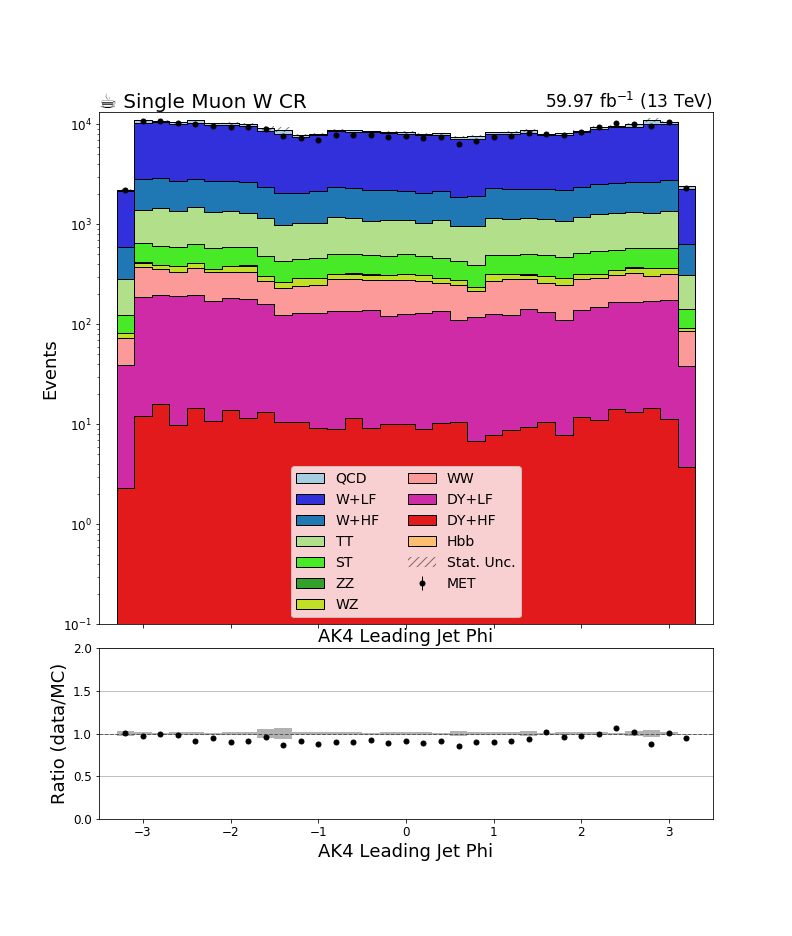 ☕ Single Muon W CR
59.97 fb⁻¹ (13 TeV)
Events
10⁴
10³
10²
10¹
10⁰
10⁻¹
QCD
W+LF
W+HF
TT
ST
ZZ
WZ
WW
DY+LF
DY+HF
Hbb
Stat. Unc.
MET
AK4 Leading Jet Phi
Ratio (data/MC)
2.0
1.5
1.0
0.5
0.0
−3 −2 −1 0 1 2 3
AK4 Leading Jet Phi